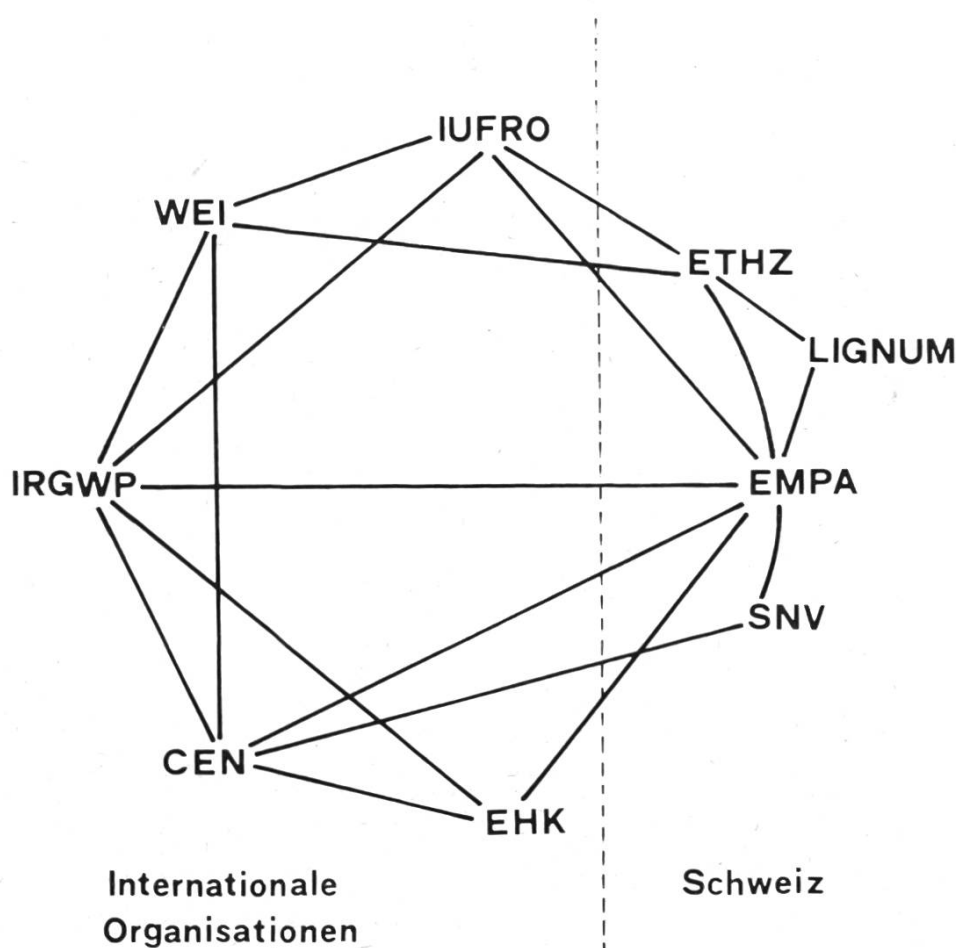 IUFRO
WEI
ETHZ
LIGNUM
IRGWP
EMPA
SNV
CEN
EHK
Internationale
Organisationen
Schweiz